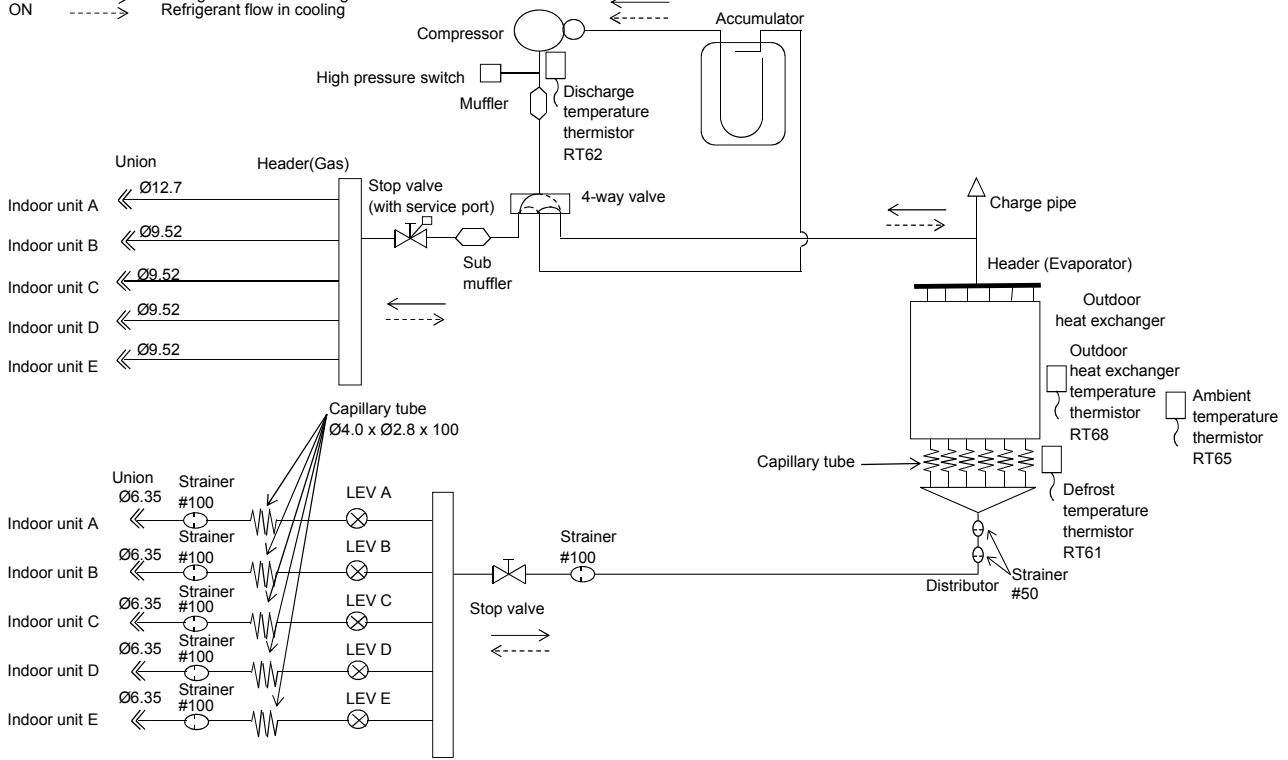 ON
Refrigerant flow in cooling
Compressor
Accumulator
High pressure switch
Muffler
Discharge
temperature
thermistor
RT62
Union
Header(Gas)
Stop valve
(with service port)
4-way valve
Charge pipe
Sub
muffler
Indoor unit A
Ø12.7
Indoor unit B
Ø9.52
Indoor unit C
Ø9.52
Indoor unit D
Ø9.52
Indoor unit E
Ø9.52
Header (Evaporator)
Outdoor
heat exchanger
Outdoor
heat exchanger
temperature
thermistor
RT68
Ambient
temperature
thermistor
RT65
Capillary tube
Ø4.0 x Ø2.8 x 100
Capillary tube
Defrost
temperature
thermistor
RT61
Union
Indoor unit A
Ø6.35
Strainer
#100
LEV A
Indoor unit B
Ø6.35
Strainer
#100
LEV B
Indoor unit C
Ø6.35
Strainer
#100
LEV C
Indoor unit D
Ø6.35
Strainer
#100
LEV D
Indoor unit E
Ø6.35
Strainer
#100
LEV E
Stop valve
Strainer
#100
Distributor
Strainer
#50